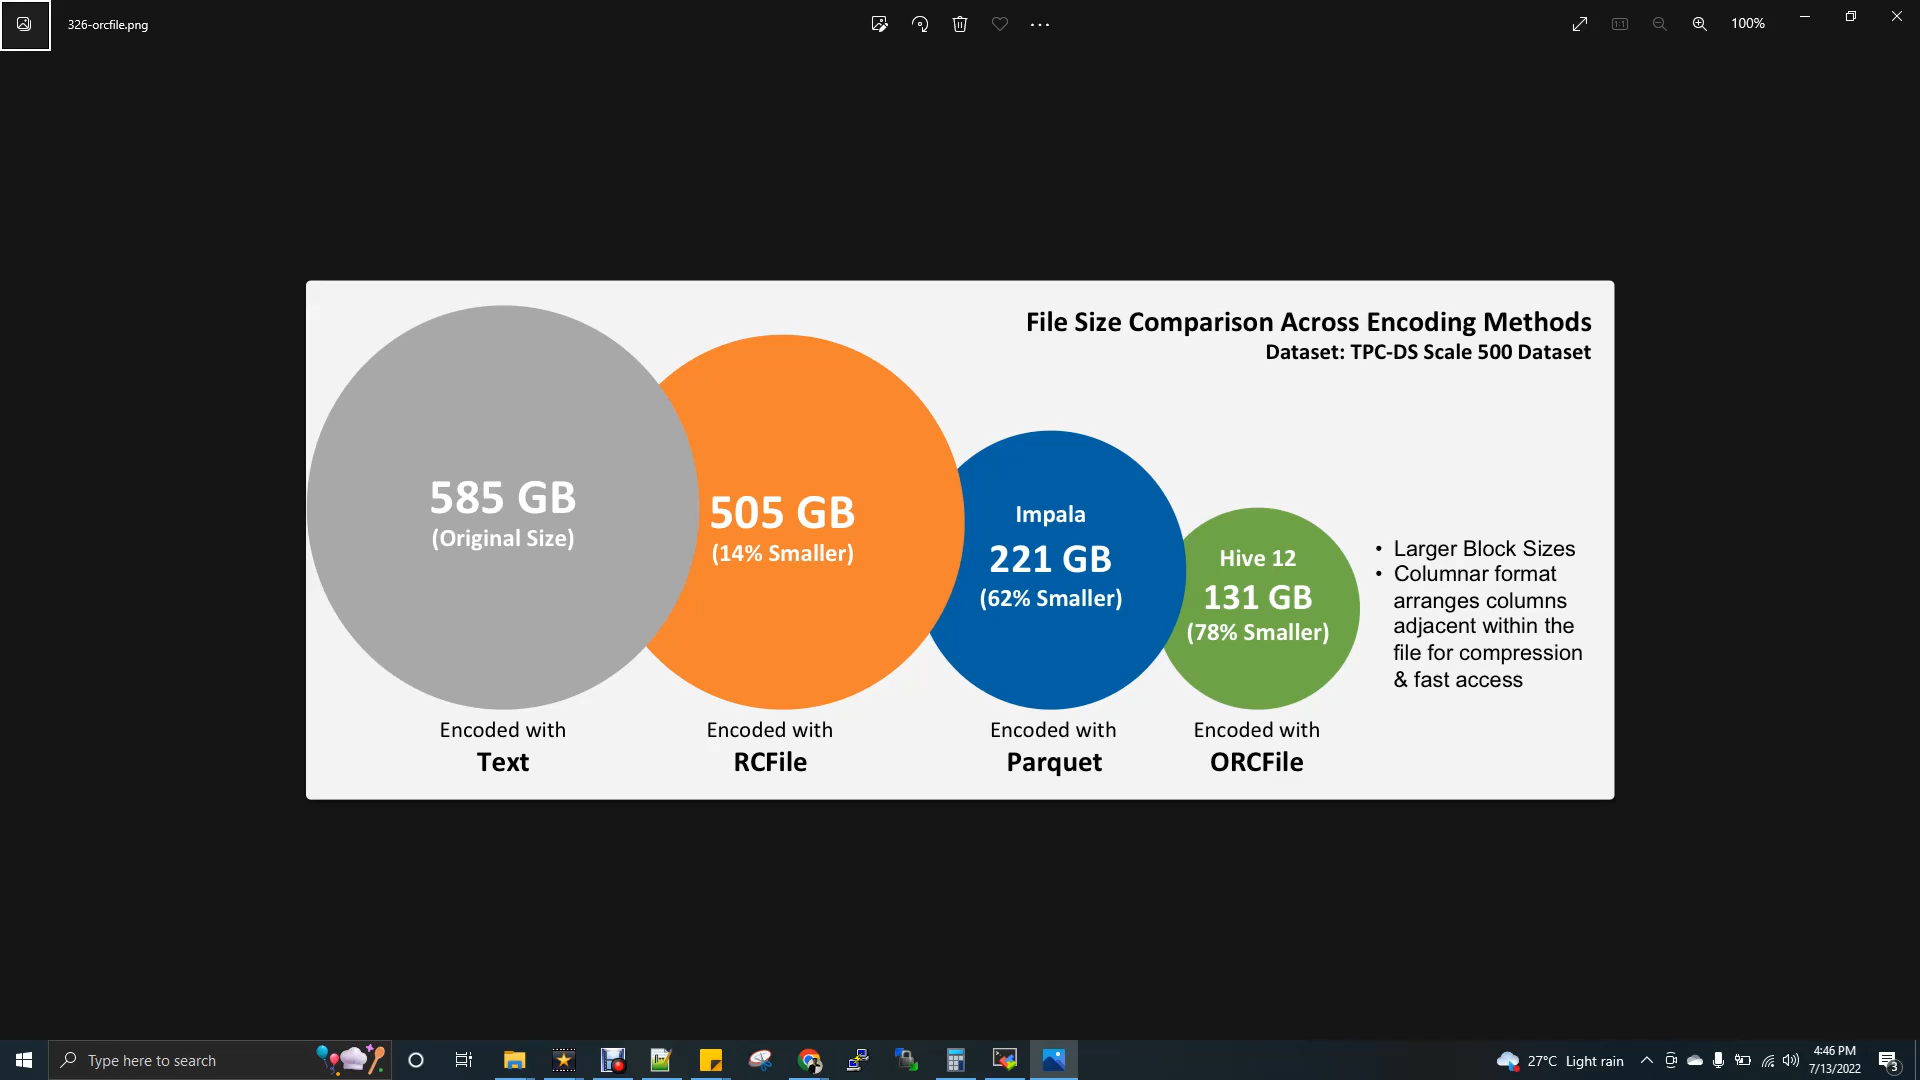 326-orcfile.png
100%
File Size Comparison Across Encoding Methods
Dataset: TPC-DS Scale 500 Dataset
585 GB
(Original Size)
505 GB
(14% Smaller)
Impala
221 GB
(62% Smaller)
Hive 12
131 GB
(78% Smaller)
• Larger Block Sizes
• Columnar format
arranges columns
adjacent within the
file for compression
& fast access
Encoded with
Text
Encoded with
RCFile
Encoded with
Parquet
Encoded with
ORCFile
Type here to search
27°C Light rain
4:46 PM
7/13/2022
3